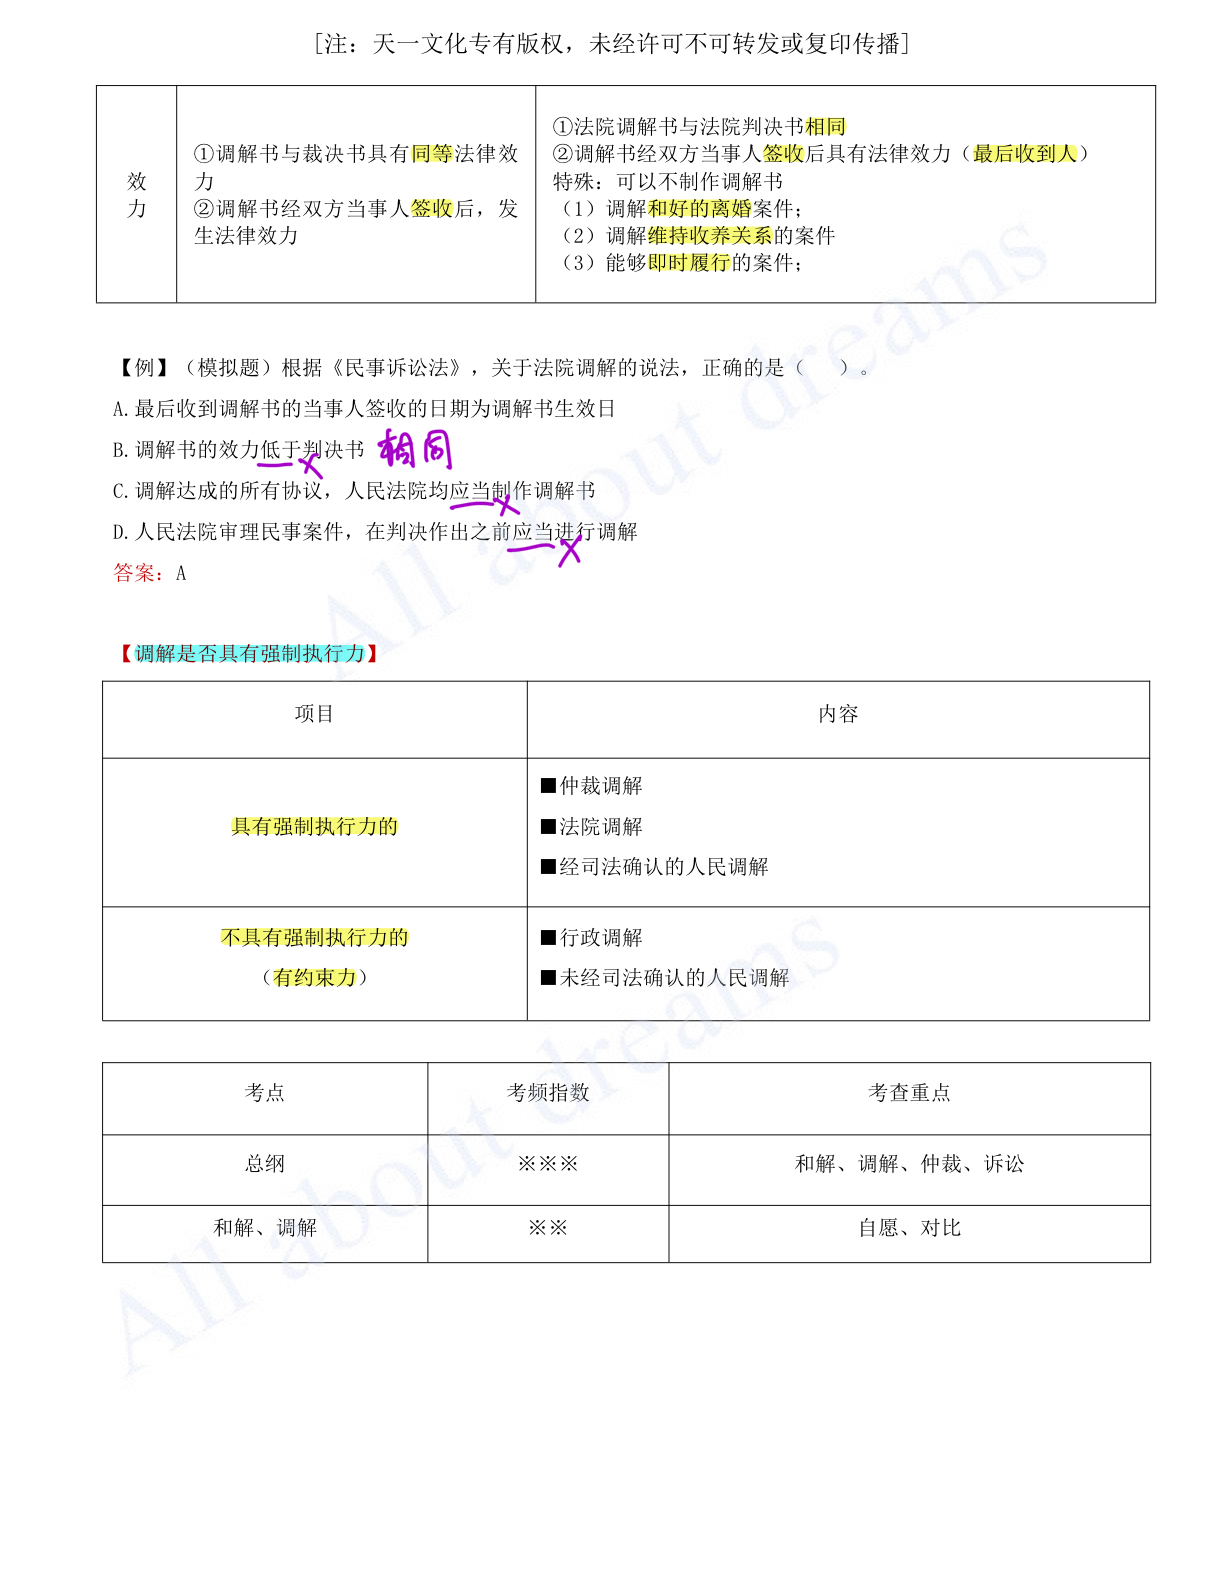 [注：天一文化专有版权，未经许可不可转发或复印传播]
效
力
①调解书与裁决书具有同等法律效
力
②调解书经双方当事人签收后，发
生法律效力
①法院调解书与法院判决书相同
②调解书经双方当事人签收后具有法律效力（最后收到人）
特殊：可以不制作调解书
（1）调解和好的离婚案件；
（2）调解维持收养关系的案件
（3）能够即时履行的案件；
【例】（模拟题）根据《民事诉讼法》，关于法院调解的说法，正确的是（　　）。
A.最后收到调解书的当事人签收的日期为调解书生效日
B.调解书的效力低于判决书 相同
C.调解达成的所有协议，人民法院均应当制作调解书
D.人民法院审理民事案件，在判决作出之前应当进行调解
答案：A
【调解是否具有强制执行力】
项目
内容
具有强制执行力的
■仲裁调解
■法院调解
■经司法确认的人民调解
不具有强制执行力的
（有约束力）
■行政调解
■未经司法确认的人民调解
考点
考频指数
考查重点
总纲
※※※
和解、调解、仲裁、诉讼
和解、调解
※※
自愿、对比
All about dreams
All about dreams